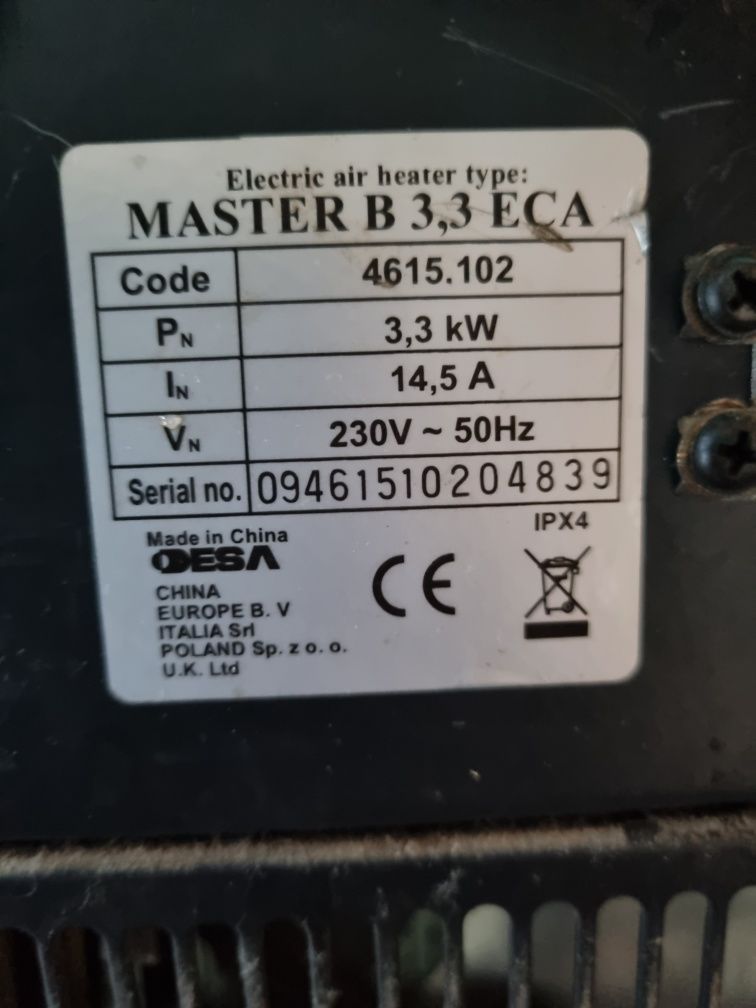 Electric air heater type:
MASTER B 3,3 ECA
Code 4615.102
PN 3,3 kW
IN 14,5 A
VN 230V ~ 50Hz
Serial no. 09461510204839
IPX4
Made in China
DESA
CE
CHINA
EUROPE B. V
ITALIA Srl
POLAND Sp. z o. o.
U.K. Ltd